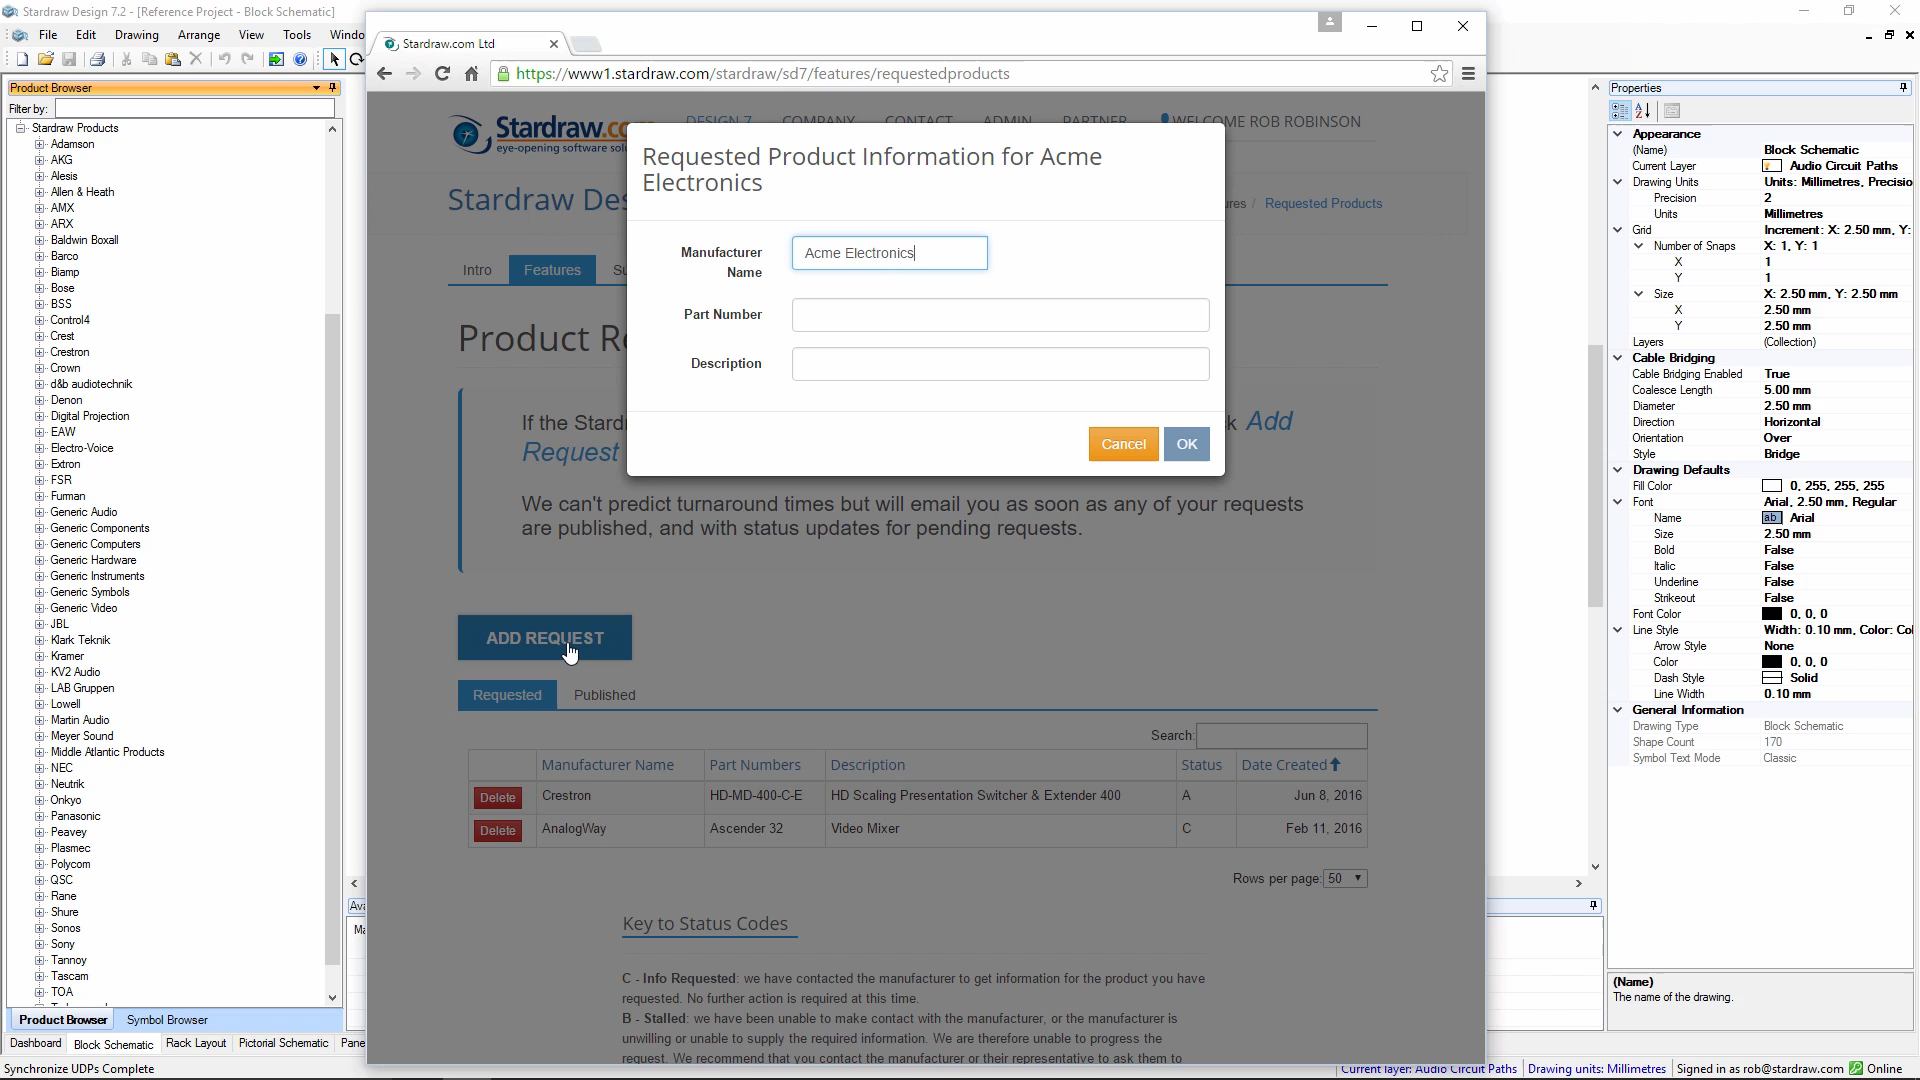 Stardraw Design 7.2 - [Reference Project - Block Schematic]
File Edit Drawing Arrange View Tools
Product Browser
Filter by:
Stardraw Products
Adamson
AKG
Alesis
Allen & Heath
AMX
ARX
Baldwin Boxall
Barco
Biamp
Bose
BSS
Control4
Crest
Crestron
Crown
d&b audiotechnik
Denon
Digital Projection
EAW
Electro-Voice
Extron
FSR
Furman
Generic Audio
Generic Components
Generic Computers
Generic Hardware
Generic Instruments
Generic Symbols
Generic Video
JBL
Klark Teknik
Kramer
KV2 Audio
LAB Gruppen
Lowell
Martin Audio
Meyer Sound
Middle Atlantic Products
NEC
Neutrik
Onkyo
Panasonic
Peavey
Plasmec
Polycom
QSC
Rane
Shure
Sonos
Sony
Tannoy
Tascam
TOA
Product Browser Symbol Browser
Dashboard Block Schematic Rack Layout Pictorial Schematic
Synchronize UDPs Complete
Stardraw.com Ltd
https://www1.stardraw.com/stardraw/sd7/features/requestedproducts
DESIGN 7 COMPANY CONTACT ADMIN PARTNER WELCOME ROB ROBINSON
Stardraw.co
eye-opening software
Requested Products
Intro Features
Requested Product Information for Acme
Electronics
Manufacturer
Name
Acme Electronics
Part Number
Description
Cancel OK
If the Add
Request
We can't predict turnaround times but will email you as soon as any of your requests
are published, and with status updates for pending requests.
ADD REQUEST
Requested Published
Search:
Manufacturer Name Part Numbers Description Status Date Created
Delete Crestron HD-MD-400-C-E HD Scaling Presentation Switcher & Extender 400 A Jun 8, 2016
Delete AnalogWay Ascender 32 Video Mixer C Feb 11, 2016
Rows per page: 50
Key to Status Codes
C - Info Requested: we have contacted the manufacturer to get information for the product you have
requested. No further action is required at this time.
B - Stalled: we have been unable to make contact with the manufacturer, or the manufacturer is
unwilling or unable to supply the required information. We are therefore unable to progress the
request. We recommend that you contact the manufacturer or their representative to ask them to
Properties
Appearance
(Name) Block Schematic
Current Layer Audio Circuit Paths
Drawing Units Units: Millimetres, Precisio
Precision 2
Units Millimetres
Grid Increment: X: 2.50 mm, Y:
Number of Snaps X: 1, Y: 1
X 1
Y 1
Size X: 2.50 mm, Y: 2.50 mm
X 2.50 mm
Y 2.50 mm
Layers (Collection)
Cable Bridging
Cable Bridging Enabled True
Coalesce Length 5.00 mm
Diameter 2.50 mm
Direction Horizontal
Orientation Over
Style Bridge
Drawing Defaults
Fill Color 0, 255, 255, 255
Font Arial, 2.50 mm, Regular
Name ab Arial
Size 2.50 mm
Bold False
Italic False
Underline False
Strikeout False
Font Color 0, 0, 0
Line Style Width: 0.10 mm, Color: Col
Arrow Style None
Color 0, 0, 0
Dash Style Solid
Line Width 0.10 mm
General Information
Drawing Type Block Schematic
Shape Count 170
Symbol Text Mode Classic
(Name)
The name of the drawing.
Current layer: Audio Circuit Paths Drawing units: Millimetres Signed in as rob@stardraw.com Online